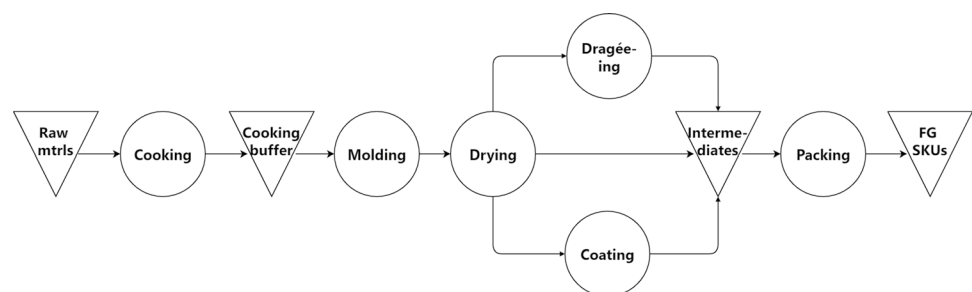 Dragée-
ing
Raw
mtrls
Cooking
Cooking
buffer
Molding
Drying
Interme-
diates
Packing
FG
SKUs
Coating